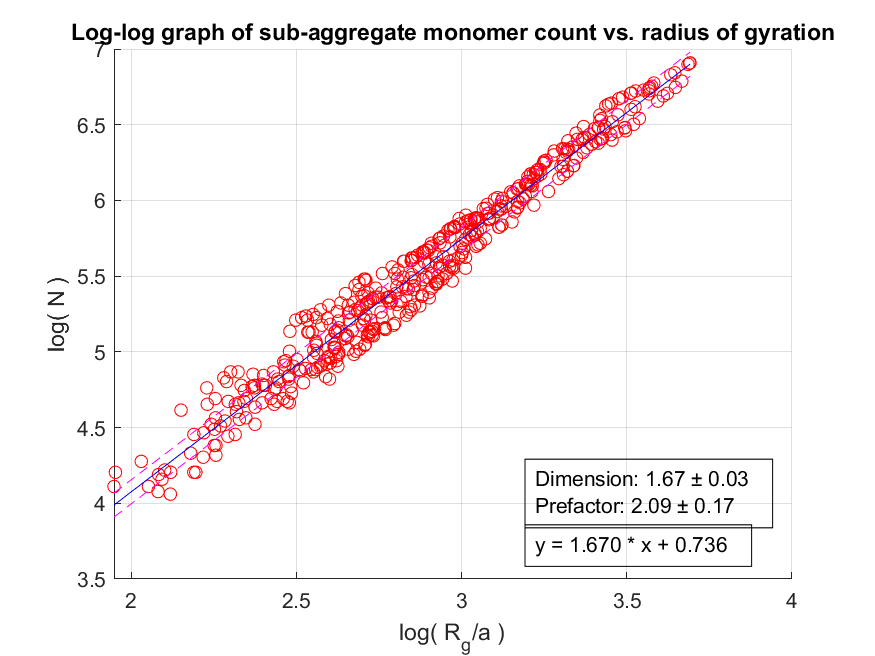 Log-log graph of sub-aggregate monomer count vs. radius of gyration
7
6.5
6
5.5
5
4.5
4
3.5
log( N )
Dimension: 1.67 ± 0.03
Prefactor: 2.09 ± 0.17
y = 1.670 * x + 0.736
2 2.5 3 3.5 4
log( Rg/a )